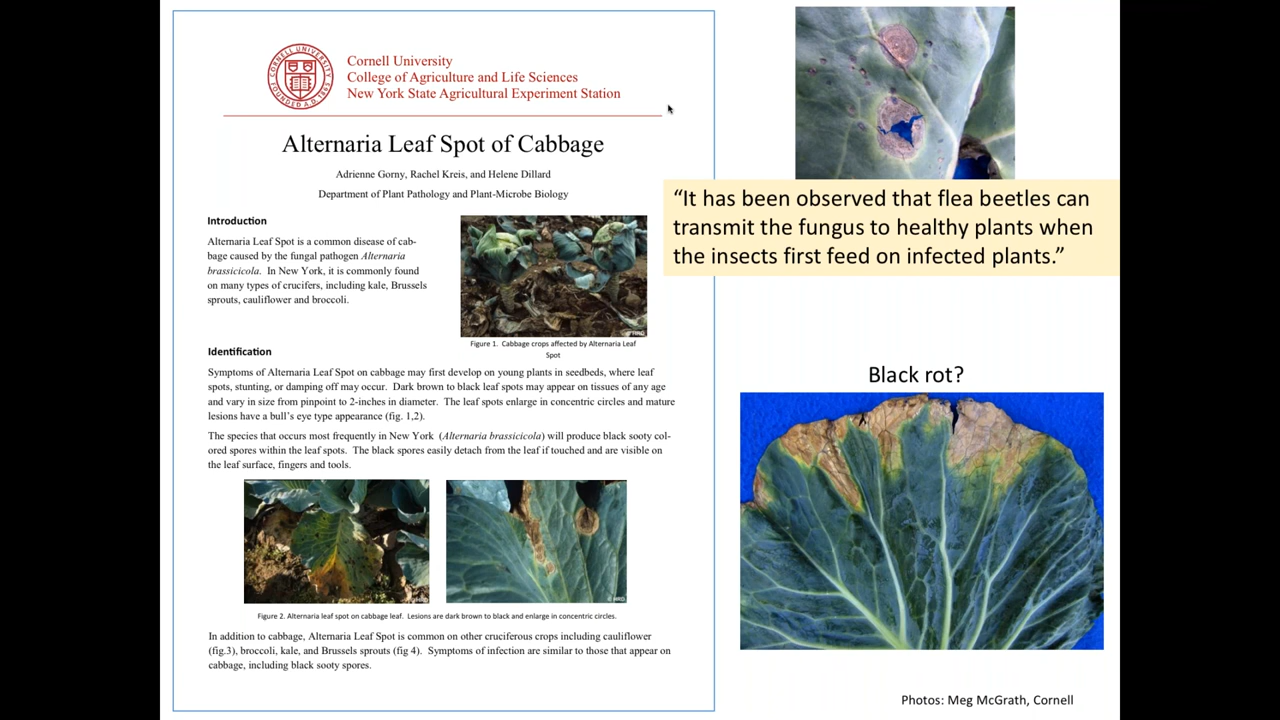 Cornell University
College of Agriculture and Life Sciences
New York State Agricultural Experiment Station
CORNELL UNIVERSITY
FOUNDED A.D. 1865
Alternaria Leaf Spot of Cabbage
Adrienne Gorny, Rachel Kreis, and Helene Dillard
Department of Plant Pathology and Plant-Microbe Biology
Introduction
Alternaria Leaf Spot is a common disease of cab-
bage caused by the fungal pathogen Alternaria
brassicicola. In New York, it is commonly found
on many types of crucifers, including kale, Brussels
sprouts, cauliflower and broccoli.
© HRD
Figure 1. Cabbage crops affected by Alternaria Leaf
Spot
Identification
Symptoms of Alternaria Leaf Spot on cabbage may first develop on young plants in seedbeds, where leaf
spots, stunting, or damping off may occur. Dark brown to black leaf spots may appear on tissues of any age
and vary in size from pinpoint to 2-inches in diameter. The leaf spots enlarge in concentric circles and mature
lesions have a bull's eye type appearance (fig. 1,2).
The species that occurs most frequently in New York (Alternaria brassicicola) will produce black sooty col-
ored spores within the leaf spots. The black spores easily detach from the leaf if touched and are visible on
the leaf surface, fingers and tools.
© HRD
© HRD
Figure 2. Alternaria leaf spot on cabbage leaf. Lesions are dark brown to black and enlarge in concentric circles.
In addition to cabbage, Alternaria Leaf Spot is common on other cruciferous crops including cauliflower
(fig.3), broccoli, kale, and Brussels sprouts (fig 4). Symptoms of infection are similar to those that appear on
cabbage, including black sooty spores.
“It has been observed that flea beetles can
transmit the fungus to healthy plants when
the insects first feed on infected plants.”
Black rot?
Photos: Meg McGrath, Cornell